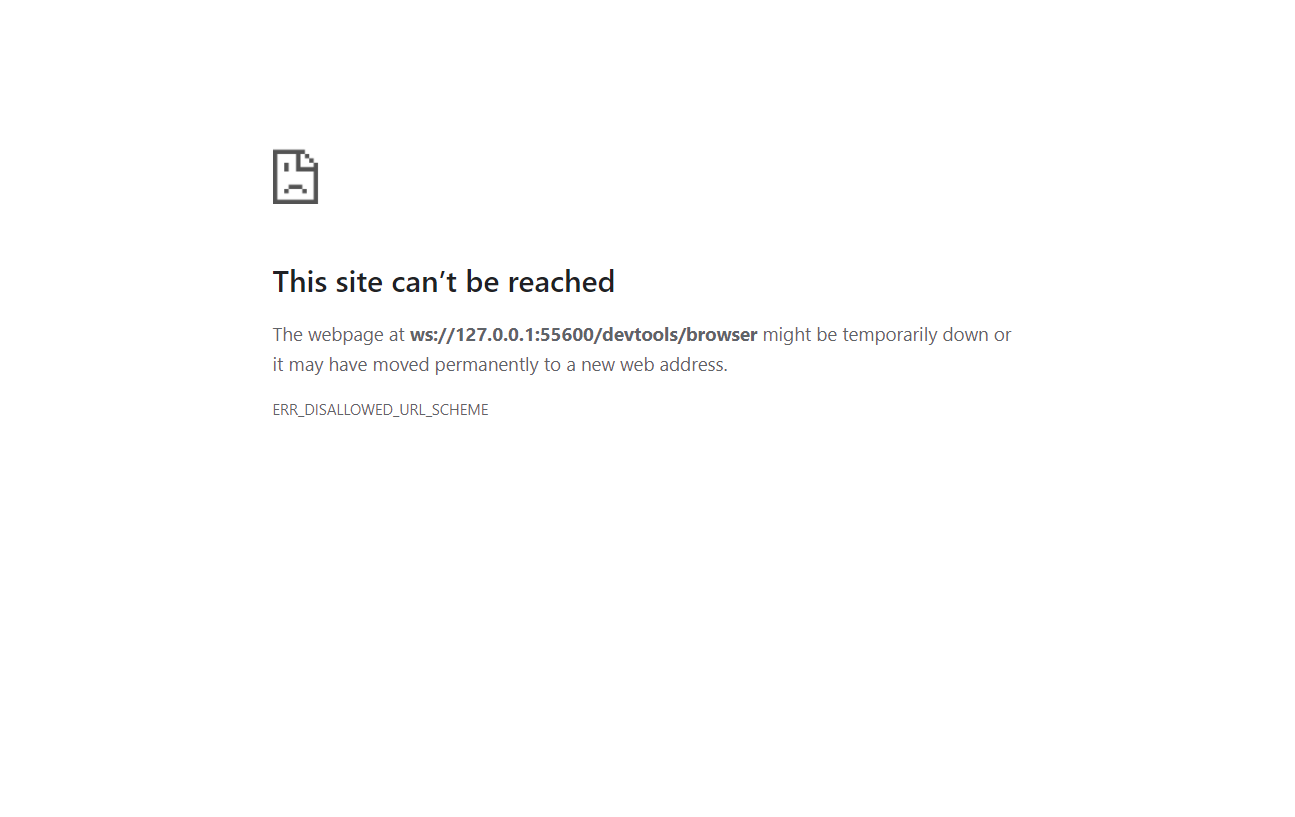 This site can’t be reached
The webpage at ws://127.0.0.1:55600/devtools/browser might be temporarily down or
it may have moved permanently to a new web address.
ERR_DISALLOWED_URL_SCHEME